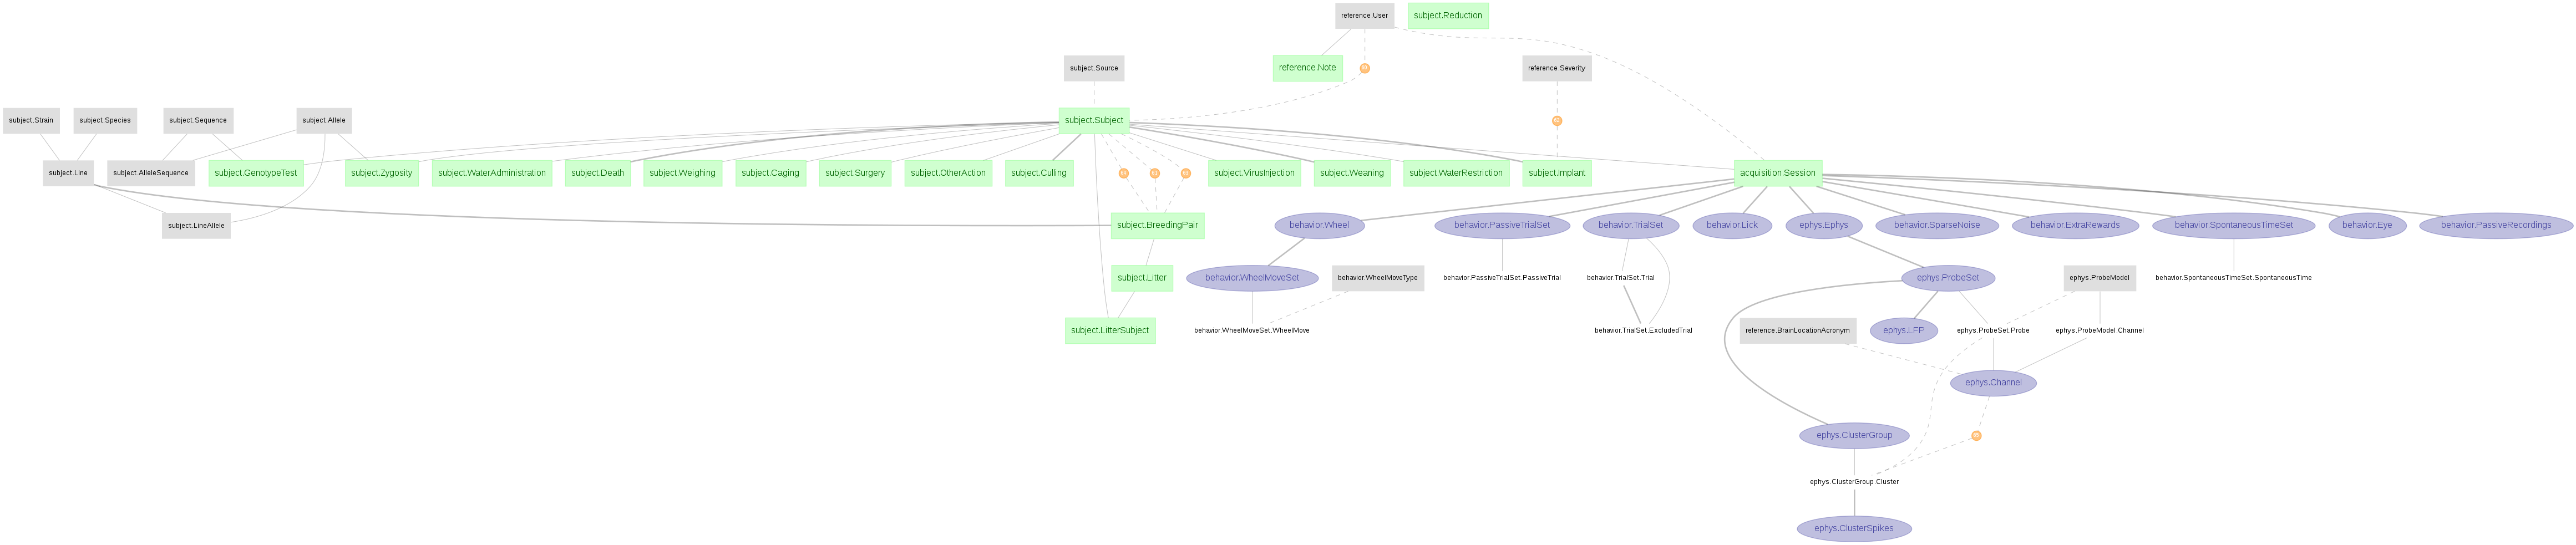 reference.User
subject.Reduction
subject.Source
reference.Note
reference.Severity
subject.Strain
subject.Species
subject.Sequence
subject.Allele
subject.Subject
subject.Line
subject.AlleleSequence
subject.GenotypeTest
subject.Zygosity
subject.WaterAdministration
subject.Death
subject.Weighing
subject.Caging
subject.Surgery
subject.OtherAction
subject.Culling
subject.VirusInjection
subject.Weaning
subject.WaterRestriction
subject.Implant
acquisition.Session
subject.LineAllele
subject.BreedingPair
behavior.Wheel
behavior.PassiveTrialSet
behavior.TrialSet
behavior.Lick
ephys.Ephys
behavior.SparseNoise
behavior.ExtraRewards
behavior.SpontaneousTimeSet
behavior.Eye
behavior.PassiveRecordings
subject.Litter
behavior.WheelMoveSet
behavior.WheelMoveType
behavior.PassiveTrialSet.PassiveTrial
behavior.TrialSet.Trial
ephys.ProbeSet
ephys.ProbeModel
behavior.SpontaneousTimeSet.SpontaneousTime
subject.LitterSubject
behavior.WheelMoveSet.WheelMove
behavior.TrialSet.ExcludedTrial
reference.BrainLocationAcronym
ephys.LFP
ephys.ProbeSet.Probe
ephys.ProbeModel.Channel
ephys.Channel
ephys.ClusterGroup
ephys.ClusterGroup.Cluster
ephys.ClusterSpikes